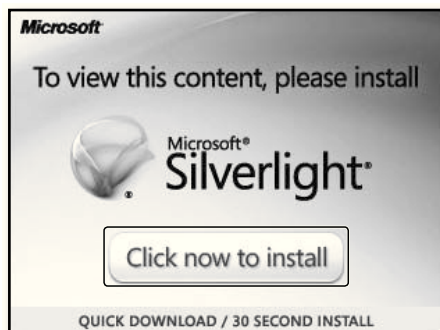 Microsoft
To view this content, please install
Microsoft®
Silverlight®
®
Click now to install
QUICK DOWNLOAD / 30 SECOND INSTALL